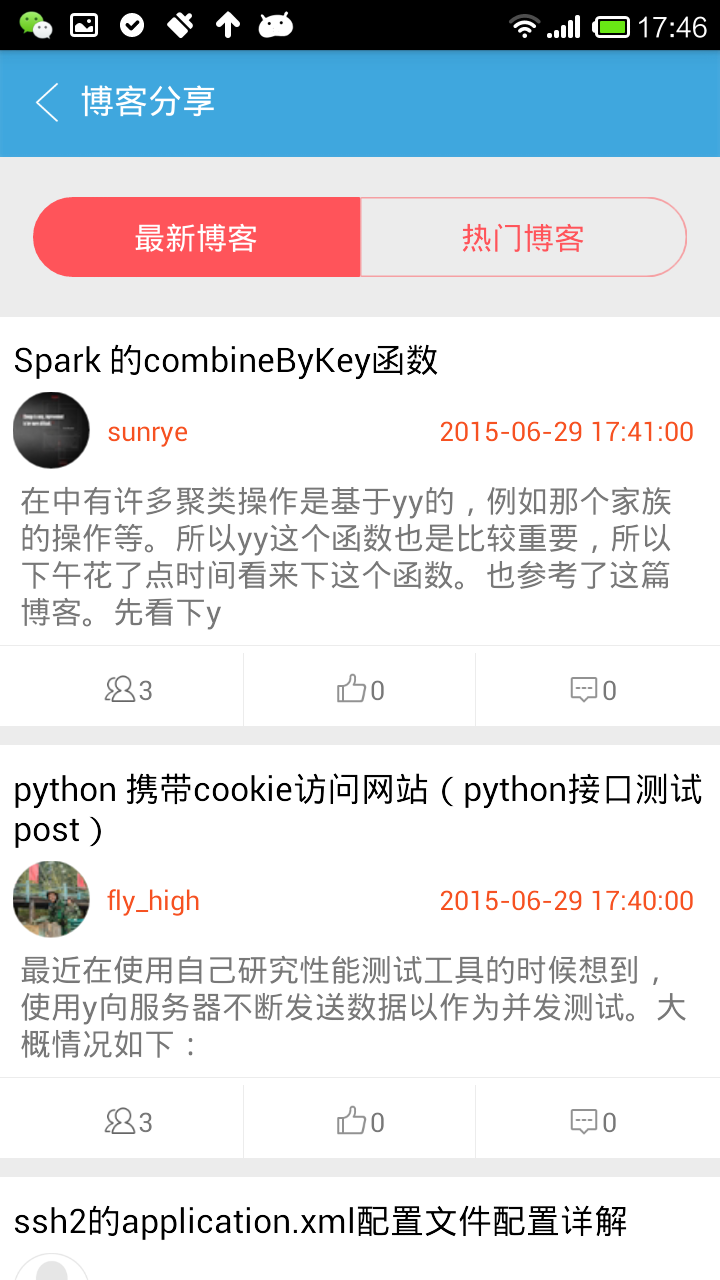 17:46
博客分享
最新博客
热门博客
Spark 的combineByKey函数
sunrye
2015-06-29 17:41:00
在中有许多聚类操作是基于yy的，例如那个家族
的操作等。所以yy这个函数也是比较重要，所以
下午花了点时间看来下这个函数。也参考了这篇
博客。先看下y
3
0
0
python 携带cookie访问网站（python接口测试
post）
fly_high
2015-06-29 17:40:00
最近在使用自己研究性能测试工具的时候想到，
使用y向服务器不断发送数据以作为并发测试。大
概情况如下：
3
0
0
ssh2的application.xml配置文件配置详解